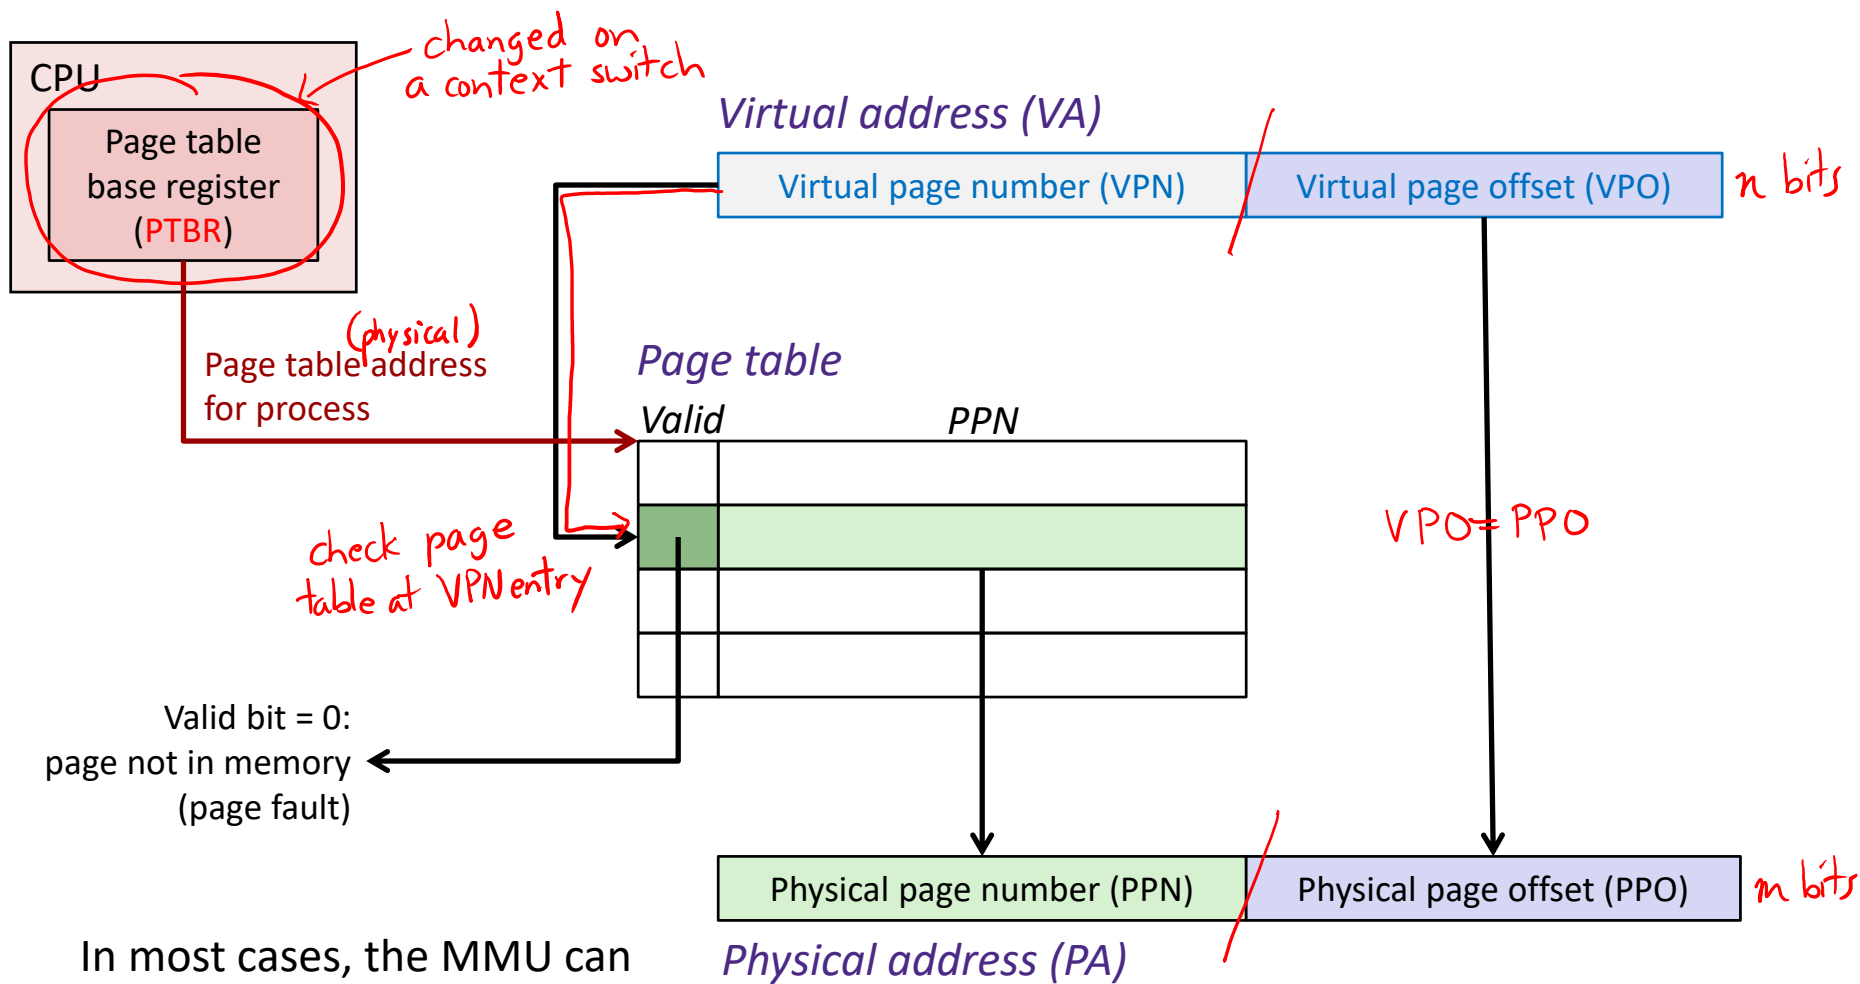 changed on
a context switch
CPU
Page table
base register
(PTBR)
Virtual address (VA)
Virtual page number (VPN)
Virtual page offset (VPO)
n bits
(physical)
Page table address
for process
Page table
Valid
PPN
check page
table at VPN entry
VPO=PPO
Valid bit = 0:
page not in memory
(page fault)
Physical page number (PPN)
Physical page offset (PPO)
m bits
In most cases, the MMU can
Physical address (PA)